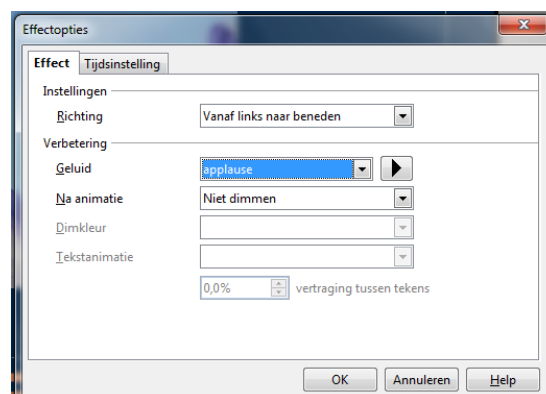 Effectopties
Effect Tijdsinstelling
Instellingen
Richting Vanaf links naar beneden
Verbetering
Geluid applause
Na animatie Niet dimmen
Dimkleur
Tekstanimatie
0,0% vertraging tussen tekens
OK Annuleren Help